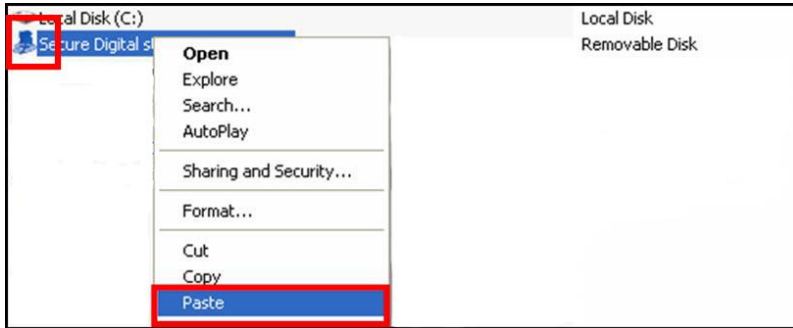 Local Disk (C:) Local Disk
Secure Digital Removable Disk
Open
Explore
Search...
AutoPlay
Sharing and Security...
Format...
Cut
Copy
Paste